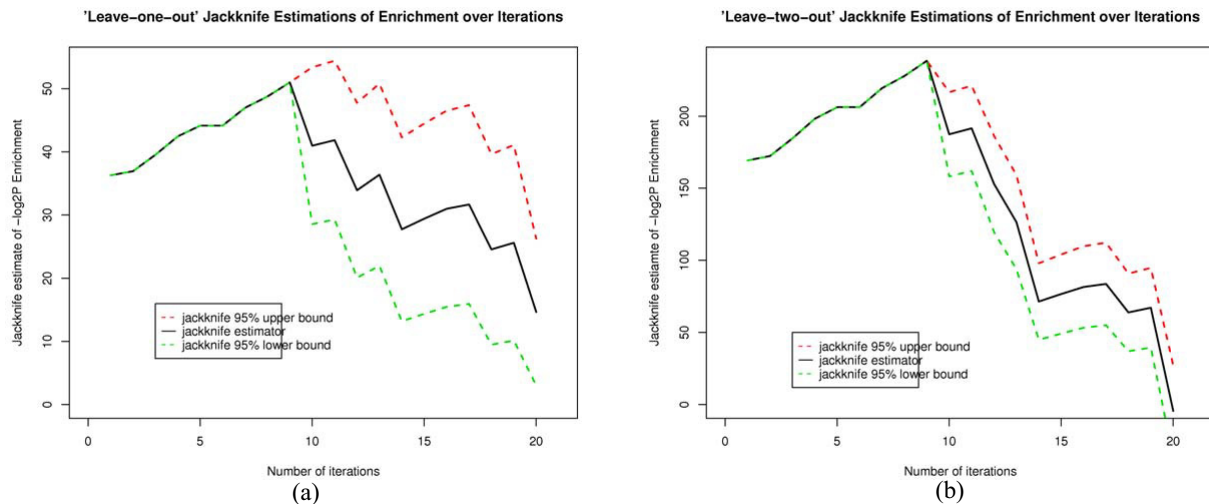 'Leave−one−out' Jackknife Estimations of Enrichment over Iterations
Jackknife estimate of −log2P Enrichment
50
40
30
20
10
0
jackknife 95% upper bound
jackknife estimator
jackknife 95% lower bound
0 5 10 15 20
Number of iterations
(a)
'Leave−two−out' Jackknife Estimations of Enrichment over Iterations
Jackknife estiamte of −log2P Enrichment
200
150
100
50
0
jackknife 95% upper bound
jackknife estimator
jackknife 95% lower bound
0 5 10 15 20
Number of iterations
(b)